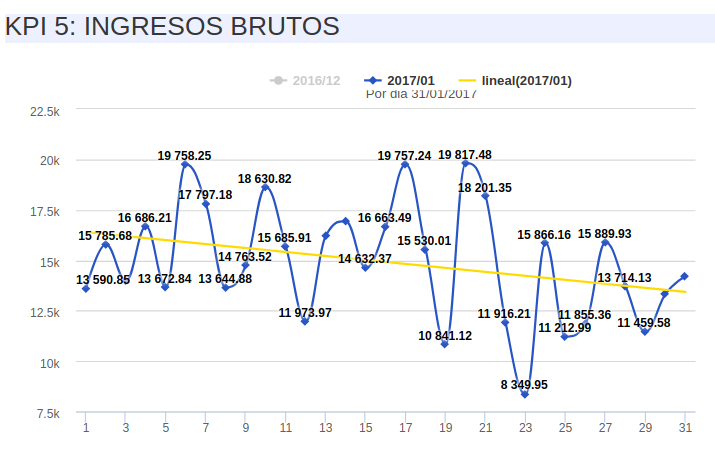 KPI 5: INGRESOS BRUTOS
2016/12 2017/01 lineal(2017/01)
Por dia 31/01/2017
22.5k
20k
17.5k
15k
12.5k
10k
7.5k
19 758.25 19 757.24 19 817.48
17 797.18 18 630.82 18 201.35
16 686.21 16 663.49
15 785.68 15 685.91 15 530.01 15 866.16 15 889.93
14 763.52 14 632.37
13 590.85 13 672.84 13 644.88 13 714.13
11 973.97 11 916.21 11 855.36
10 841.12 11 212.99 11 459.58
8 349.95
1 3 5 7 9 11 13 15 17 19 21 23 25 27 29 31